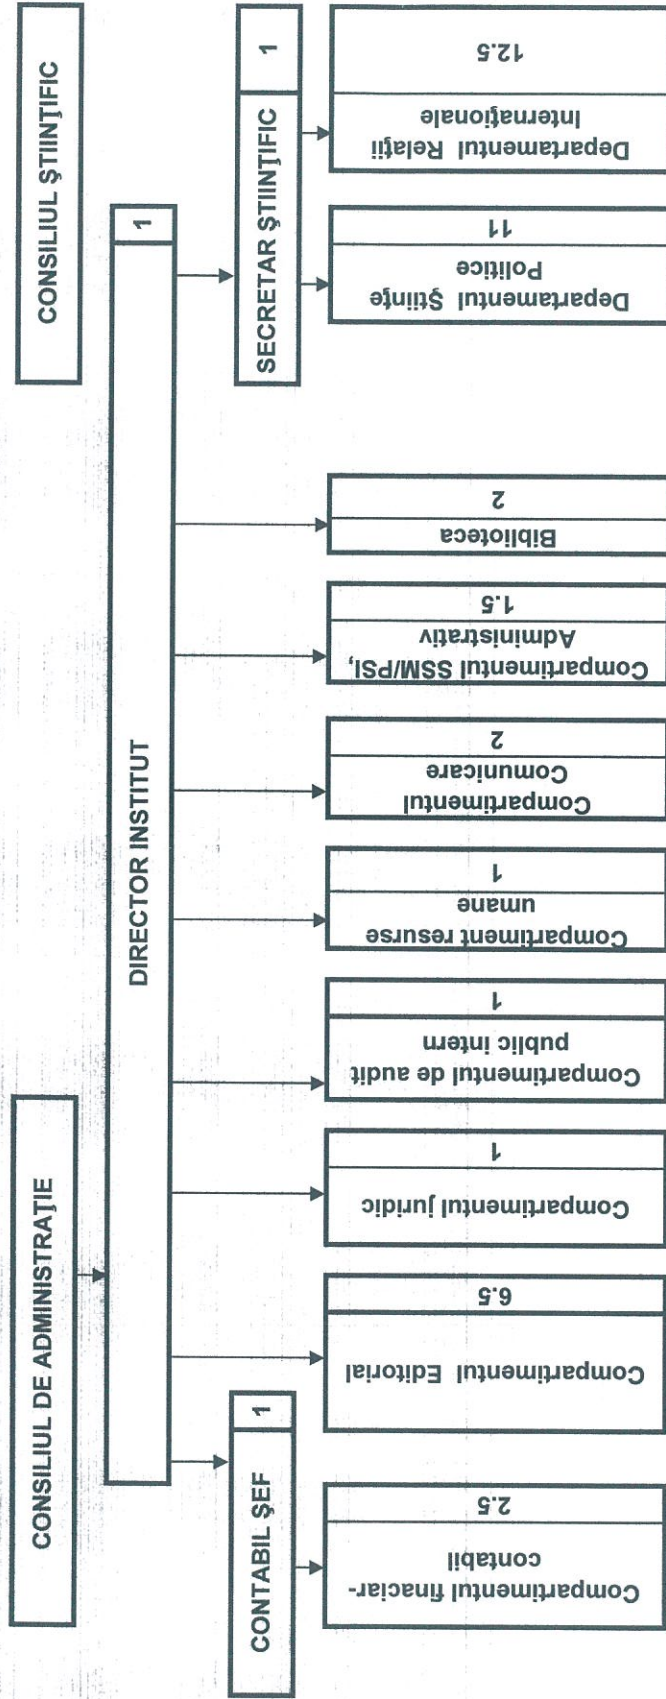 CONSILIUL DE ADMINISTRAŢIE
CONSILIUL ŞTIINŢIFIC
DIRECTOR INSTITUT
1
CONTABIL ŞEF
1
SECRETAR ŞTIINŢIFIC
1
Compartimentul finaciar-
contabil
2.5
Compartimentul Editorial
6.5
Compartimentul juridic
1
Compartimentul de audit
public intern
1
Compartiment resurse
umane
1
Compartimentul
Comunicare
2
Compartimentul SSM/PSI,
Administrativ
1.5
Biblioteca
2
Departamentul Ştiinţe
Politice
11
Departamentul Relaţii
Internaţionale
12.5